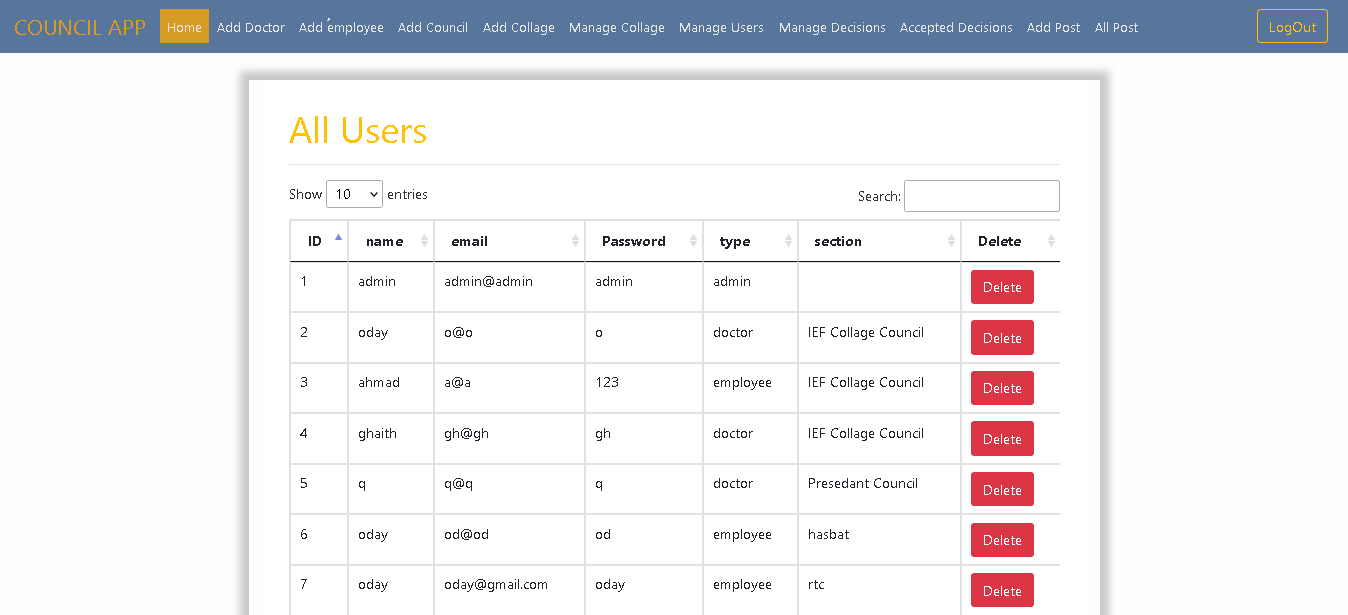 COUNCIL APP Home Add Doctor Add employee Add Council Add Collage Manage Collage Manage Users Manage Decisions Accepted Decisions Add Post All Post LogOut
All Users
Show 10 entries Search:
ID name email Password type section Delete
1 admin admin@admin admin admin Delete
2 oday o@o o doctor IEF Collage Council Delete
3 ahmad a@a 123 employee IEF Collage Council Delete
4 ghaith gh@gh gh doctor IEF Collage Council Delete
5 q q@q q doctor Presedant Council Delete
6 oday od@od od employee hasbat Delete
7 oday oday@gmail.com oday employee rtc Delete